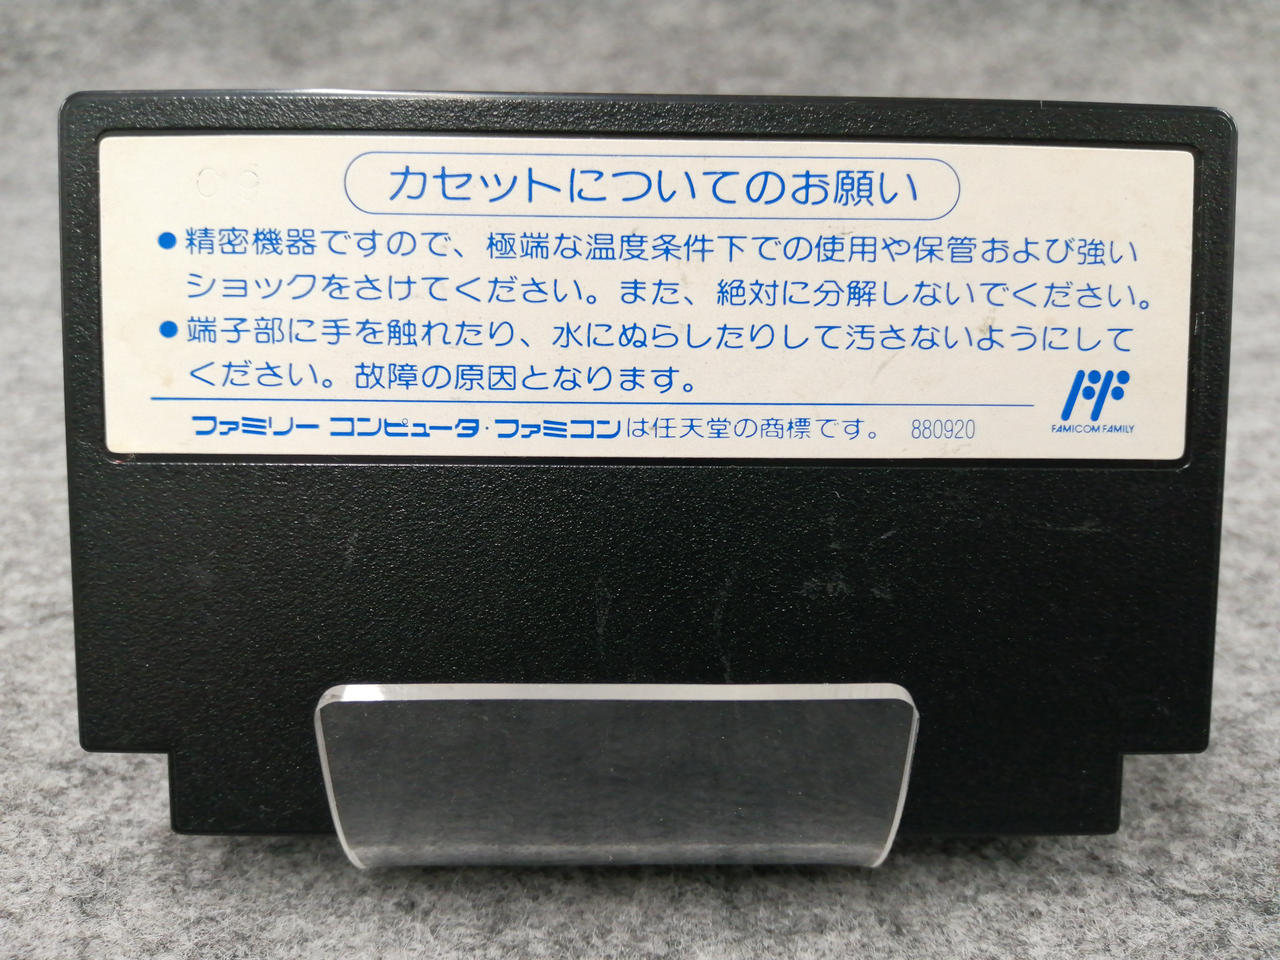 カセットについてのお願い
●精密機器ですので、極端な温度条件下での使用や保管および強い
ショックをさけてください。また、絶対に分解しないでください。
●端子部に手を触れたり、水にぬらしたりして汚さないようにして
ください。故障の原因となります。
ファミリー コンピュータ・ファミコンは任天堂の商標です。 880920
FAMICOM FAMILY